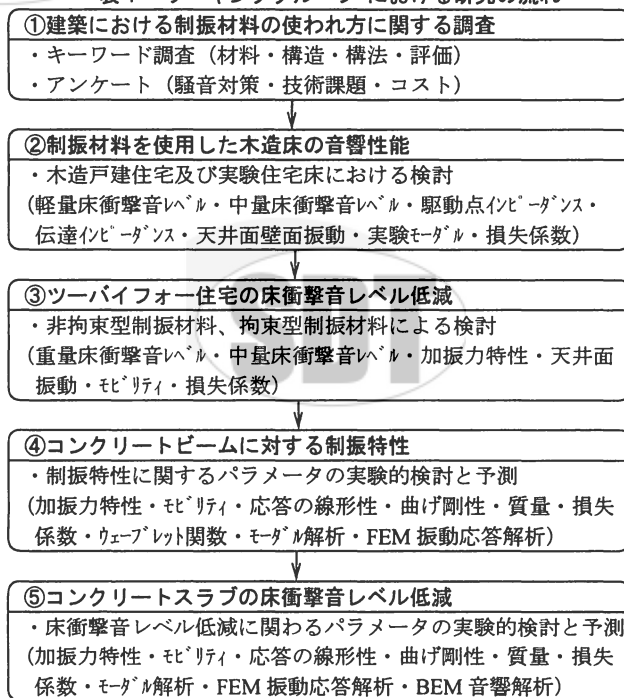 ①建築における制振材料の使われ方に関する調査
・キーワード調査（材料・構造・構法・評価）
・アンケート（騒音対策・技術課題・コスト）
②制振材料を使用した木造床の音響性能
・木造戸建住宅及び実験住宅床における検討
(軽量床衝撃音ﾚﾍﾞﾙ・中量床衝撃音ﾚﾍﾞﾙ・駆動点ｲﾝﾋﾟｰﾀﾞﾝｽ・
伝達ｲﾝﾋﾟｰﾀﾞﾝｽ・天井面壁面振動・実験ﾓｰﾀﾞﾙ・損失係数)
③ツーバイフォー住宅の床衝撃音レベル低減
・非拘束型制振材料、拘束型制振材料による検討
(重量床衝撃音ﾚﾍﾞﾙ・中量床衝撃音ﾚﾍﾞﾙ・加振力特性・天井面
振動・ﾓﾋﾞﾘﾃｨ・損失係数)
SDT
④コンクリートビームに対する制振特性
・制振特性に関するパラメータの実験的検討と予測
(加振力特性・ﾓﾋﾞﾘﾃｨ・応答の線形性・曲げ剛性・質量・損失
係数・ｳｪｰﾌﾞﾚｯﾄ関数・ﾓｰﾀﾞﾙ解析・FEM 振動応答解析)
⑤コンクリートスラブの床衝撃音レベル低減
・床衝撃音レベル低減に関わるパラメータの実験的検討と予測
(加振力特性・ﾓﾋﾞﾘﾃｨ・応答の線形性・曲げ剛性・質量・損失
係数・ﾓｰﾀﾞﾙ解析・FEM 振動応答解析・BEM 音響解析)